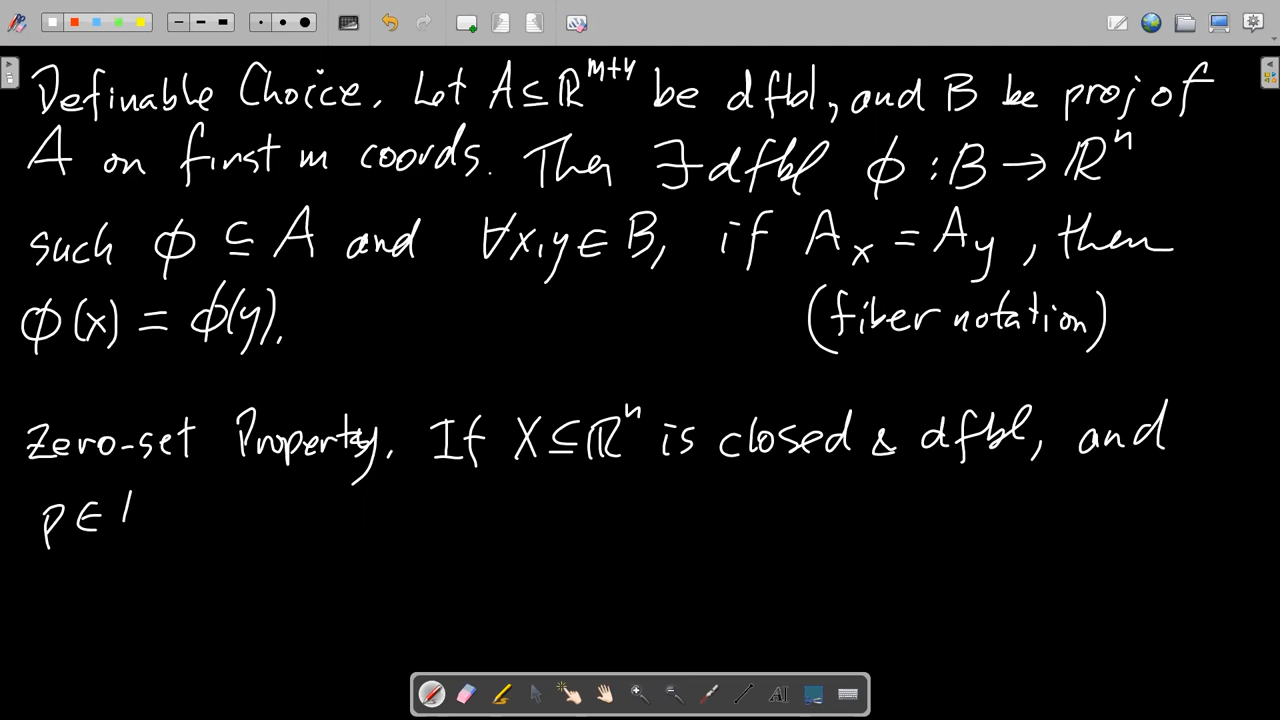 Definable Choice. Let A ⊆ ℝ^{m+n} be dfbl, and B be proj of
A on first m coords. Then ∃ dfbl ϕ : B → ℝ^n
such ϕ ⊆ A and ∀x,y ∈ B, if A_x = A_y, then
ϕ(x) = ϕ(y). (fiber notation)
Zero-set Property. If X ⊆ ℝ^n is closed & dfbl, and
p ∈